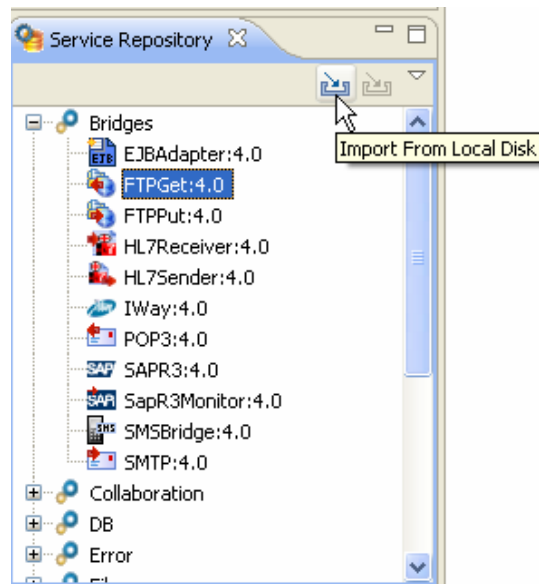 Service Repository
Import From Local Disk
Bridges
EJBAdapter:4.0
FTPGet:4.0
FTPPut:4.0
HL7Receiver:4.0
HL7Sender:4.0
IWay:4.0
POP3:4.0
SAPR3:4.0
SapR3Monitor:4.0
SMSBridge:4.0
SMTP:4.0
Collaboration
DB
Error